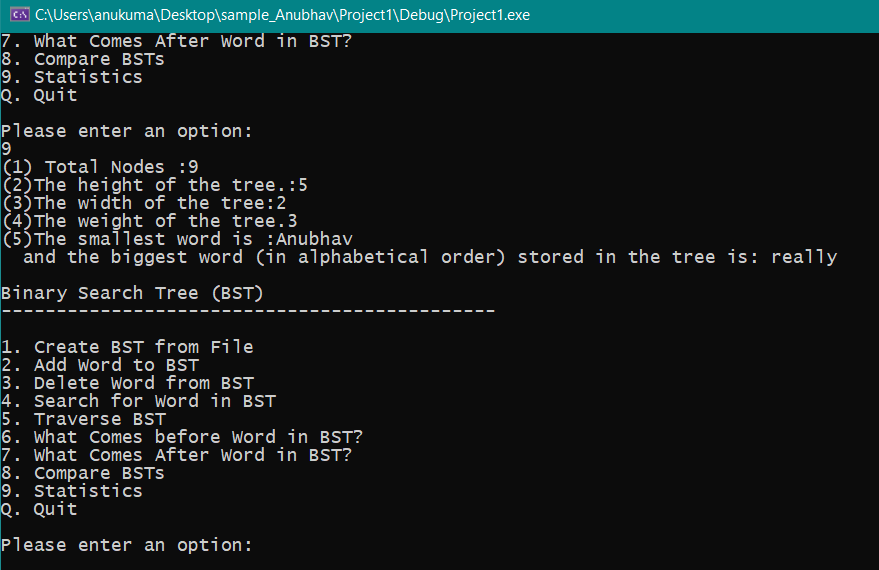 C:\Users\anukuma\Desktop\sample_Anubhav\Project1\Debug\Project1.exe
7. What Comes After Word in BST?
8. Compare BSTs
9. Statistics
Q. Quit
Please enter an option:
9
(1) Total Nodes :9
(2)The height of the tree.:5
(3)The width of the tree:2
(4)The weight of the tree.3
(5)The smallest word is :Anubhav
and the biggest word (in alphabetical order) stored in the tree is: really
Binary Search Tree (BST)
---------------------------------------------
1. Create BST from File
2. Add Word to BST
3. Delete Word from BST
4. Search for Word in BST
5. Traverse BST
6. What Comes before Word in BST?
7. What Comes After Word in BST?
8. Compare BSTs
9. Statistics
Q. Quit
Please enter an option: